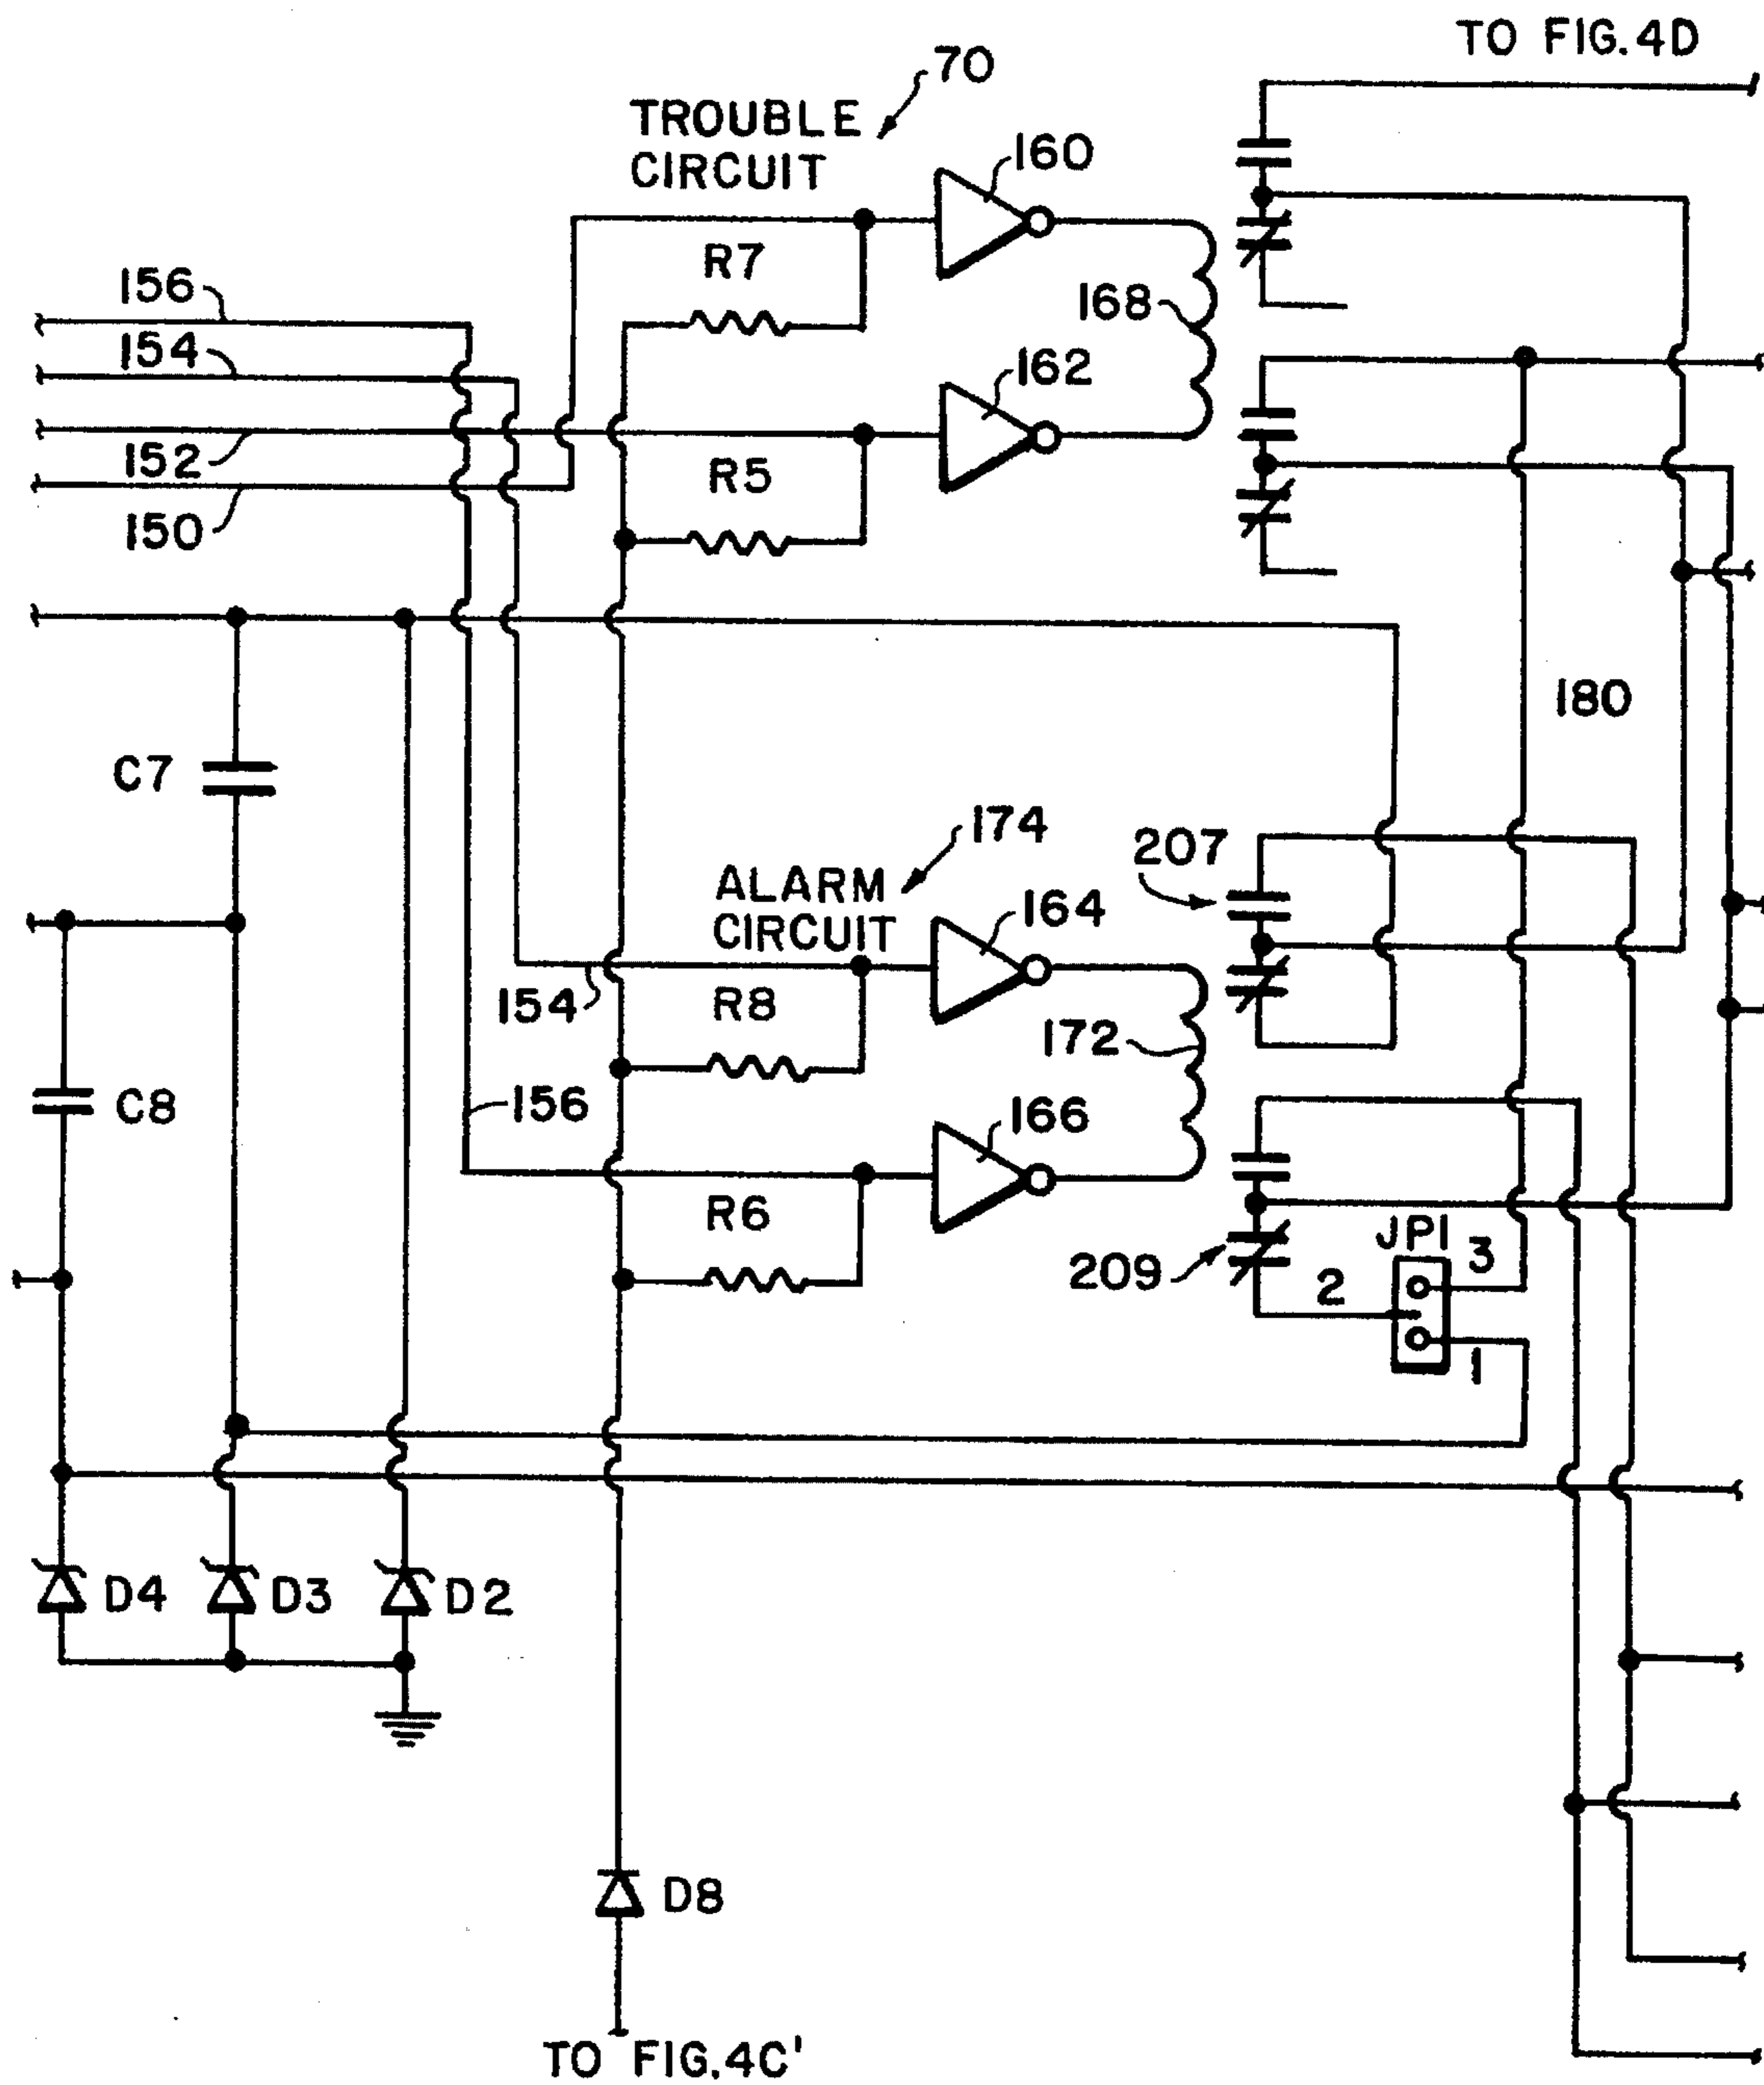 TO FIG.4D
70
TROUBLE
CIRCUIT
160
R7
156
168
154
162
152
R5
150
180
C7
174
207
ALARM
CIRCUIT
164
154
R8
172
C8
156
166
R6
JP1
3
209
2
1
D4
D3
D2
D8
TO FIG.4C'